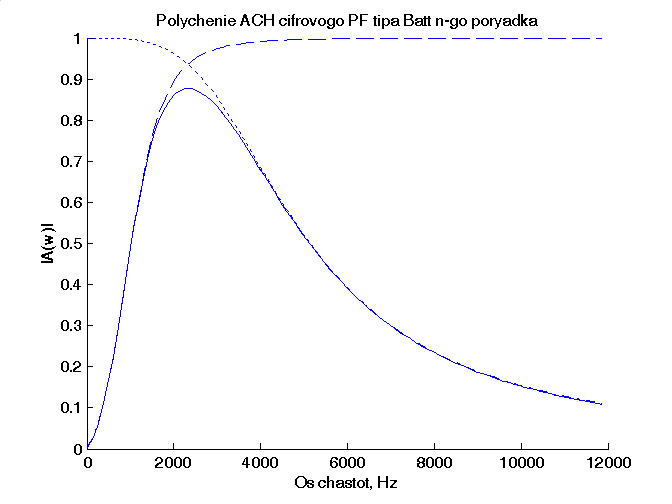 Polychenie ACH cifrovogo PF tipa Batt n-go poryadka
1
0.9
0.8
0.7
0.6
0.5
0.4
0.3
0.2
0.1
0
|A(w)|
0 2000 4000 6000 8000 10000 12000
Os chastot, Hz